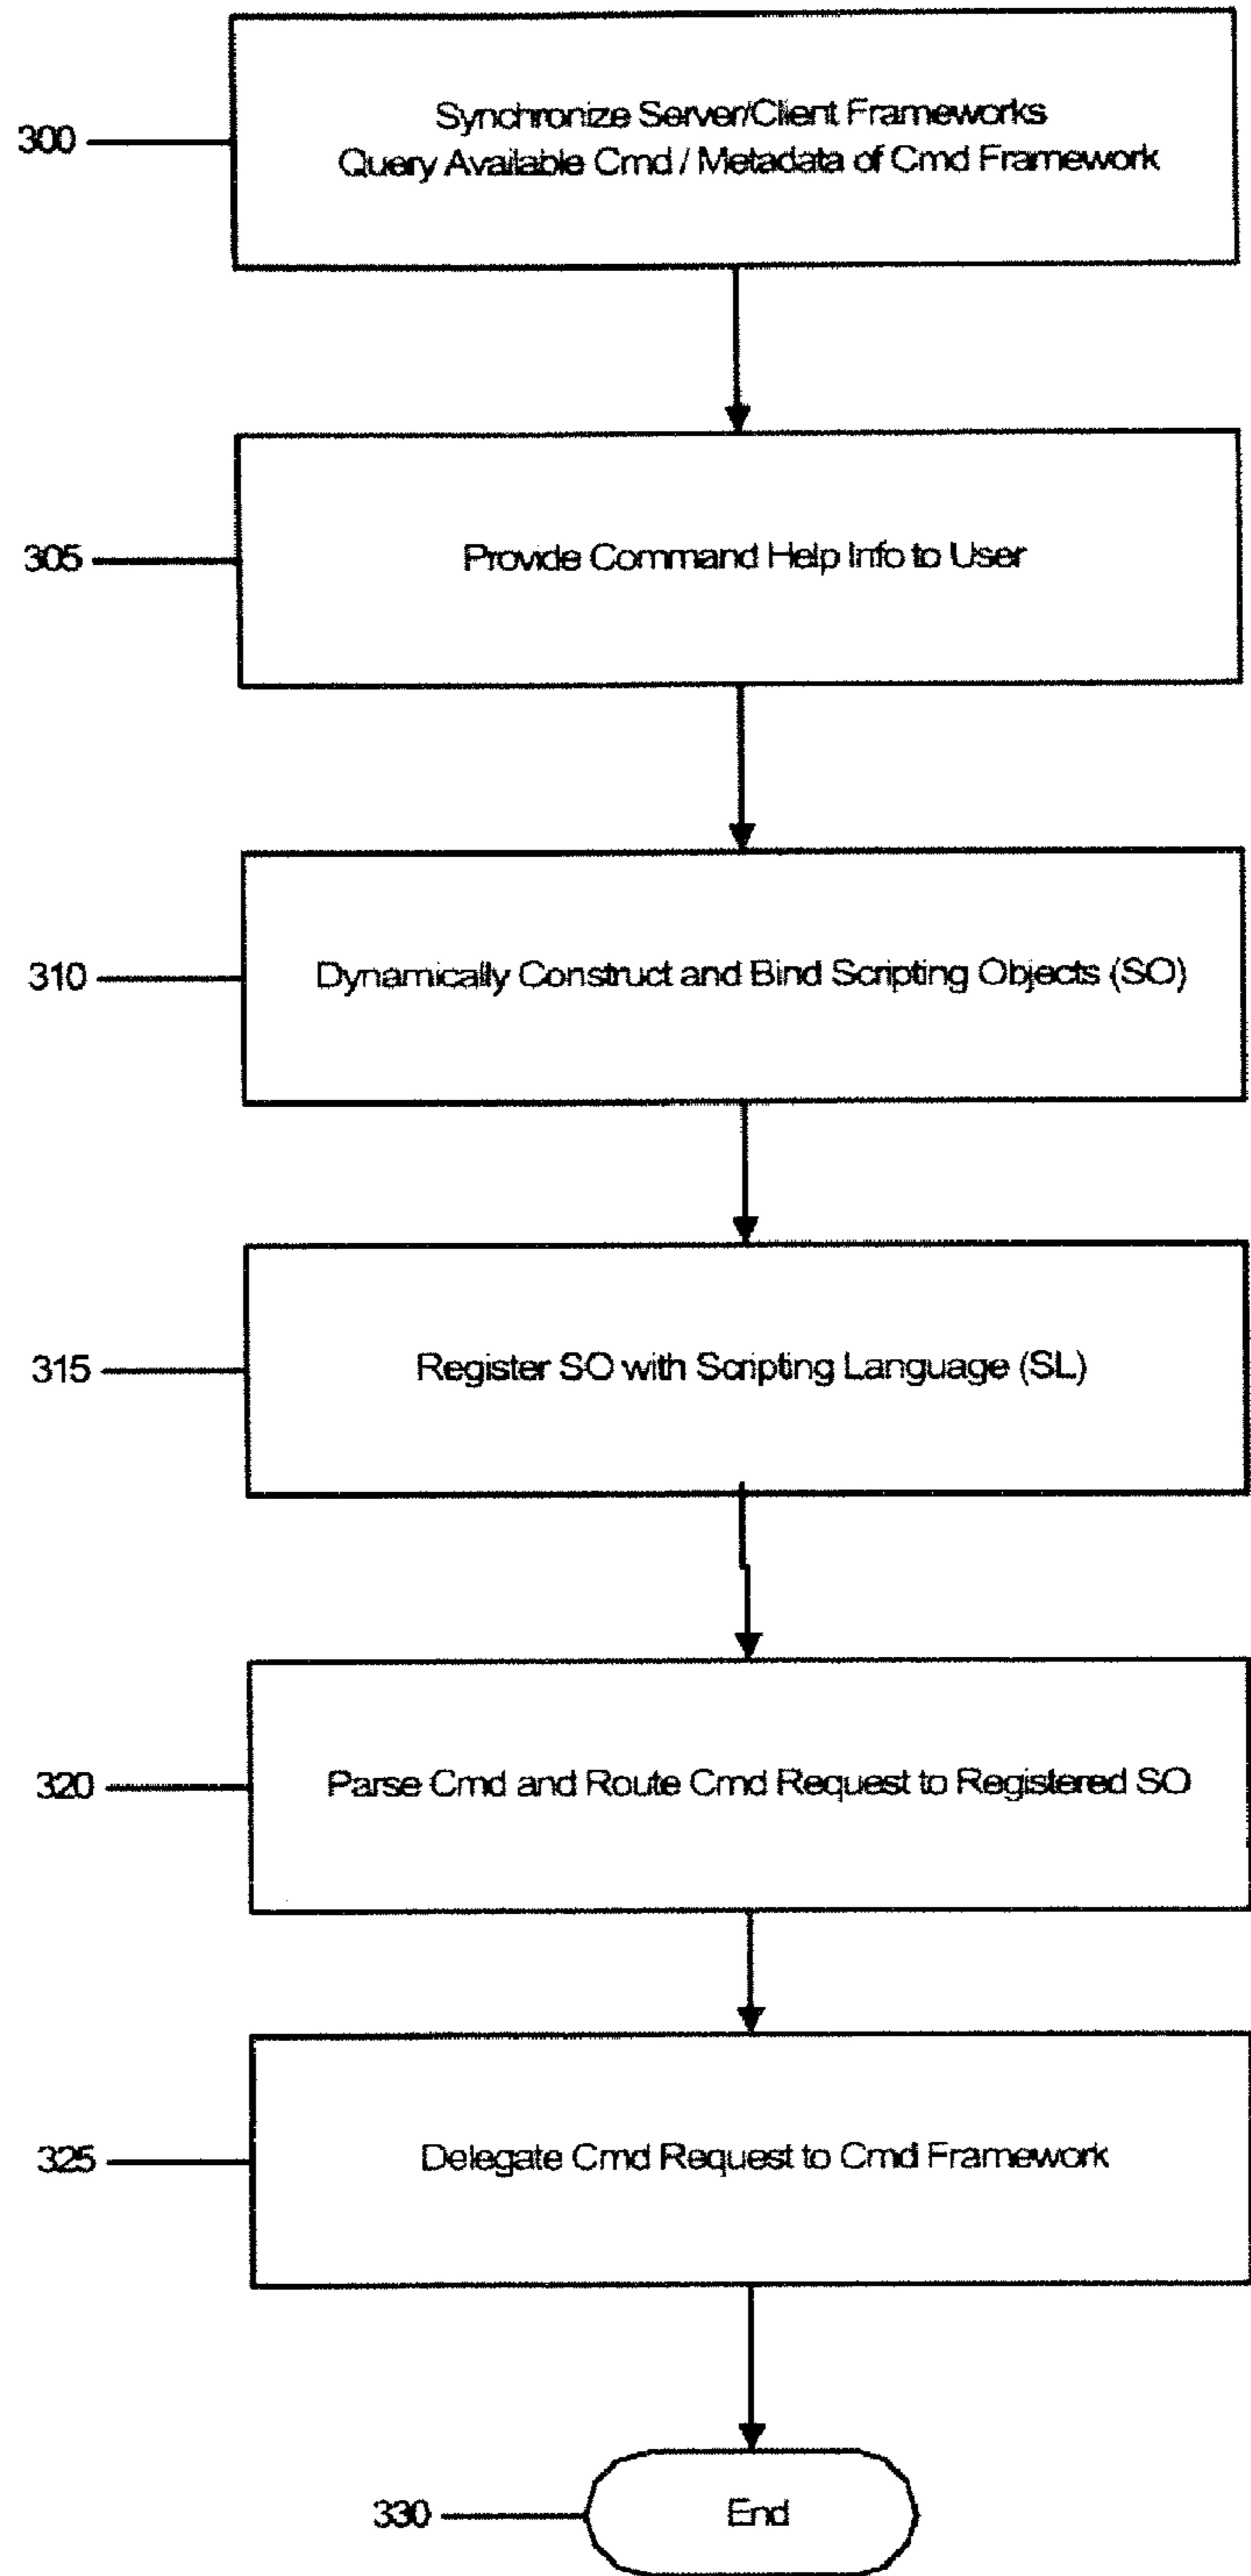 Synchronize Server/Client Frameworks
300
Query Available Cmd / Metadata of Cmd Framework
305
Provide Command Help Info to User
310
Dynamically Construct and Bind Scripting Objects (SO)
315
Register SO with Scripting Language (SL)
320
Parse Cmd and Route Cmd Request to Registered SO
325
Delegate Cmd Request to Cmd Framework
330
End